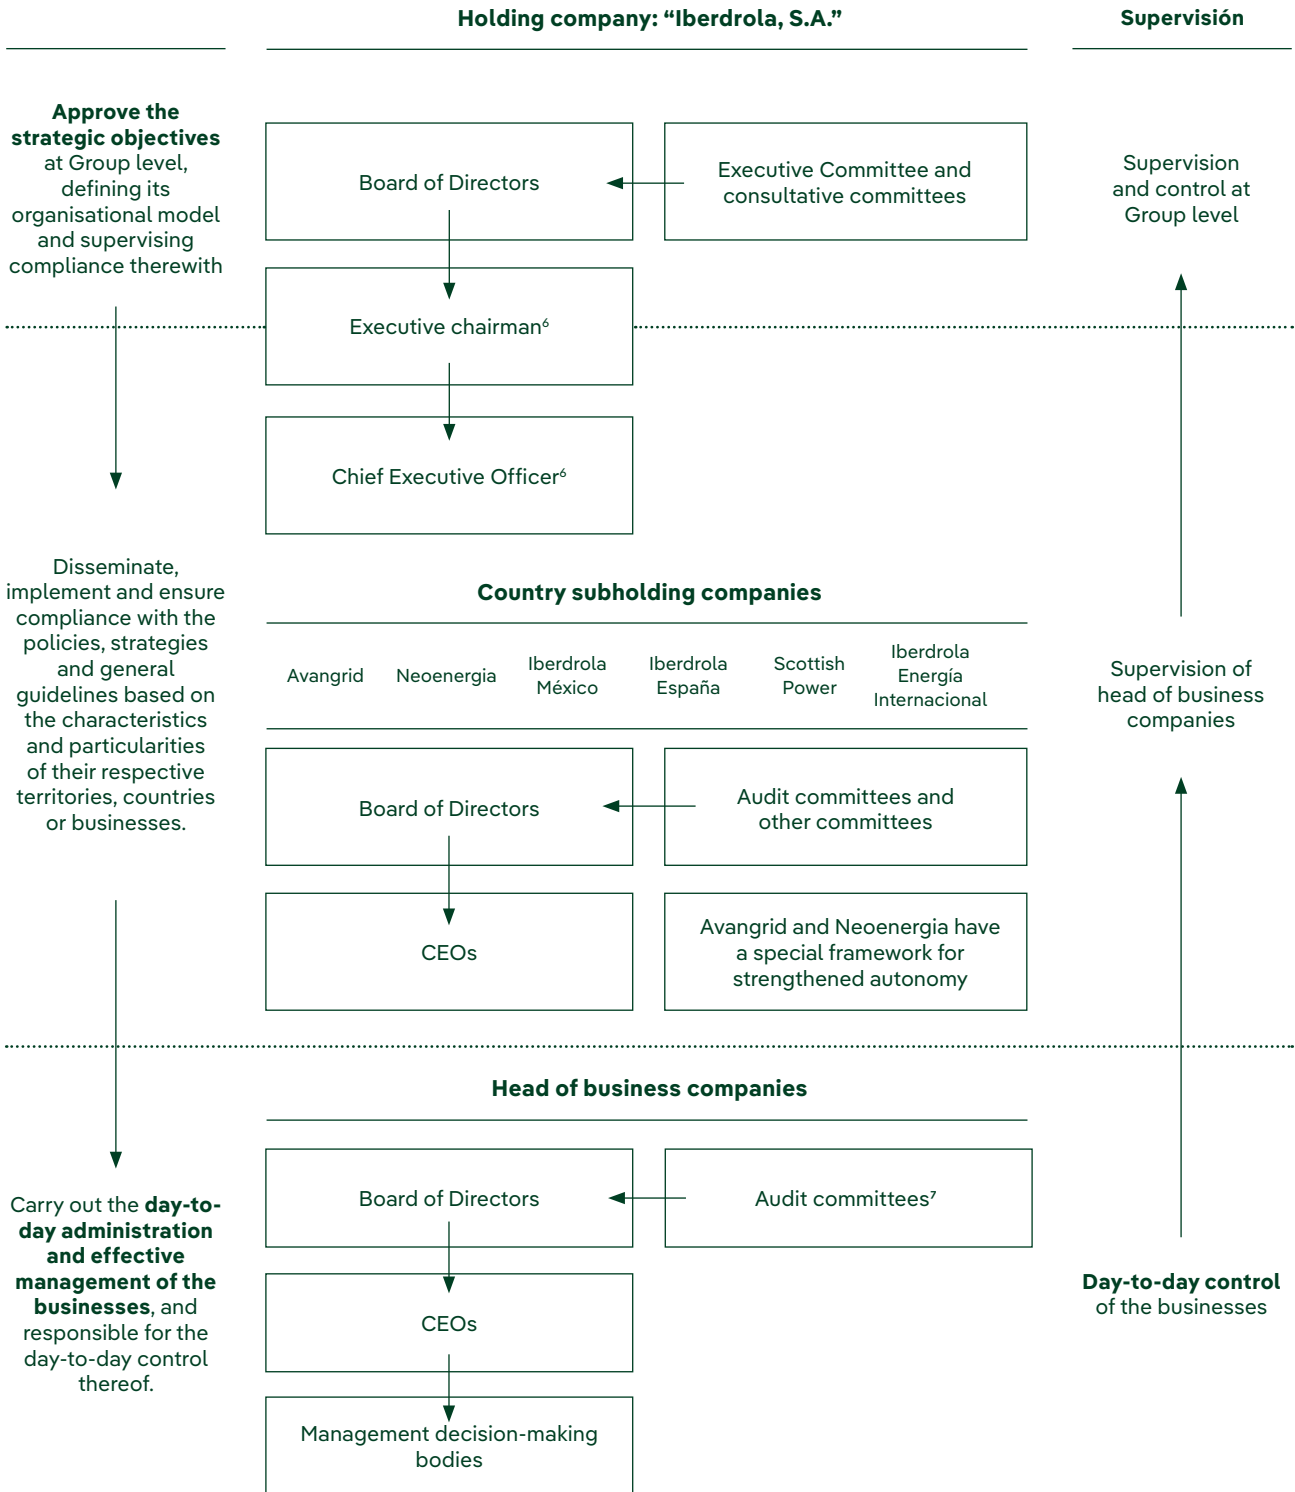 Holding company: “Iberdrola, S.A.”
Supervisión
Approve the
strategic objectives
at Group level,
defining its
organisational model
and supervising
compliance therewith
Board of Directors
Executive Committee and
consultative committees
Supervision
and control at
Group level
Executive chairman⁶
Chief Executive Officer⁶
Disseminate,
implement and ensure
compliance with the
policies, strategies
and general
guidelines based on
the characteristics
and particularities
of their respective
territories, countries
or businesses.
Country subholding companies
Avangrid
Neoenergia
Iberdrola
México
Iberdrola
España
Scottish
Power
Iberdrola
Energía
Internacional
Supervision of
head of business
companies
Board of Directors
Audit committees and
other committees
CEOs
Avangrid and Neoenergia have
a special framework for
strengthened autonomy
Head of business companies
Carry out the day-to-
day administration
and effective
management of the
businesses, and
responsible for the
day-to-day control
thereof.
Board of Directors
Audit committees⁷
CEOs
Management decision-making
bodies
Day-to-day control
of the businesses